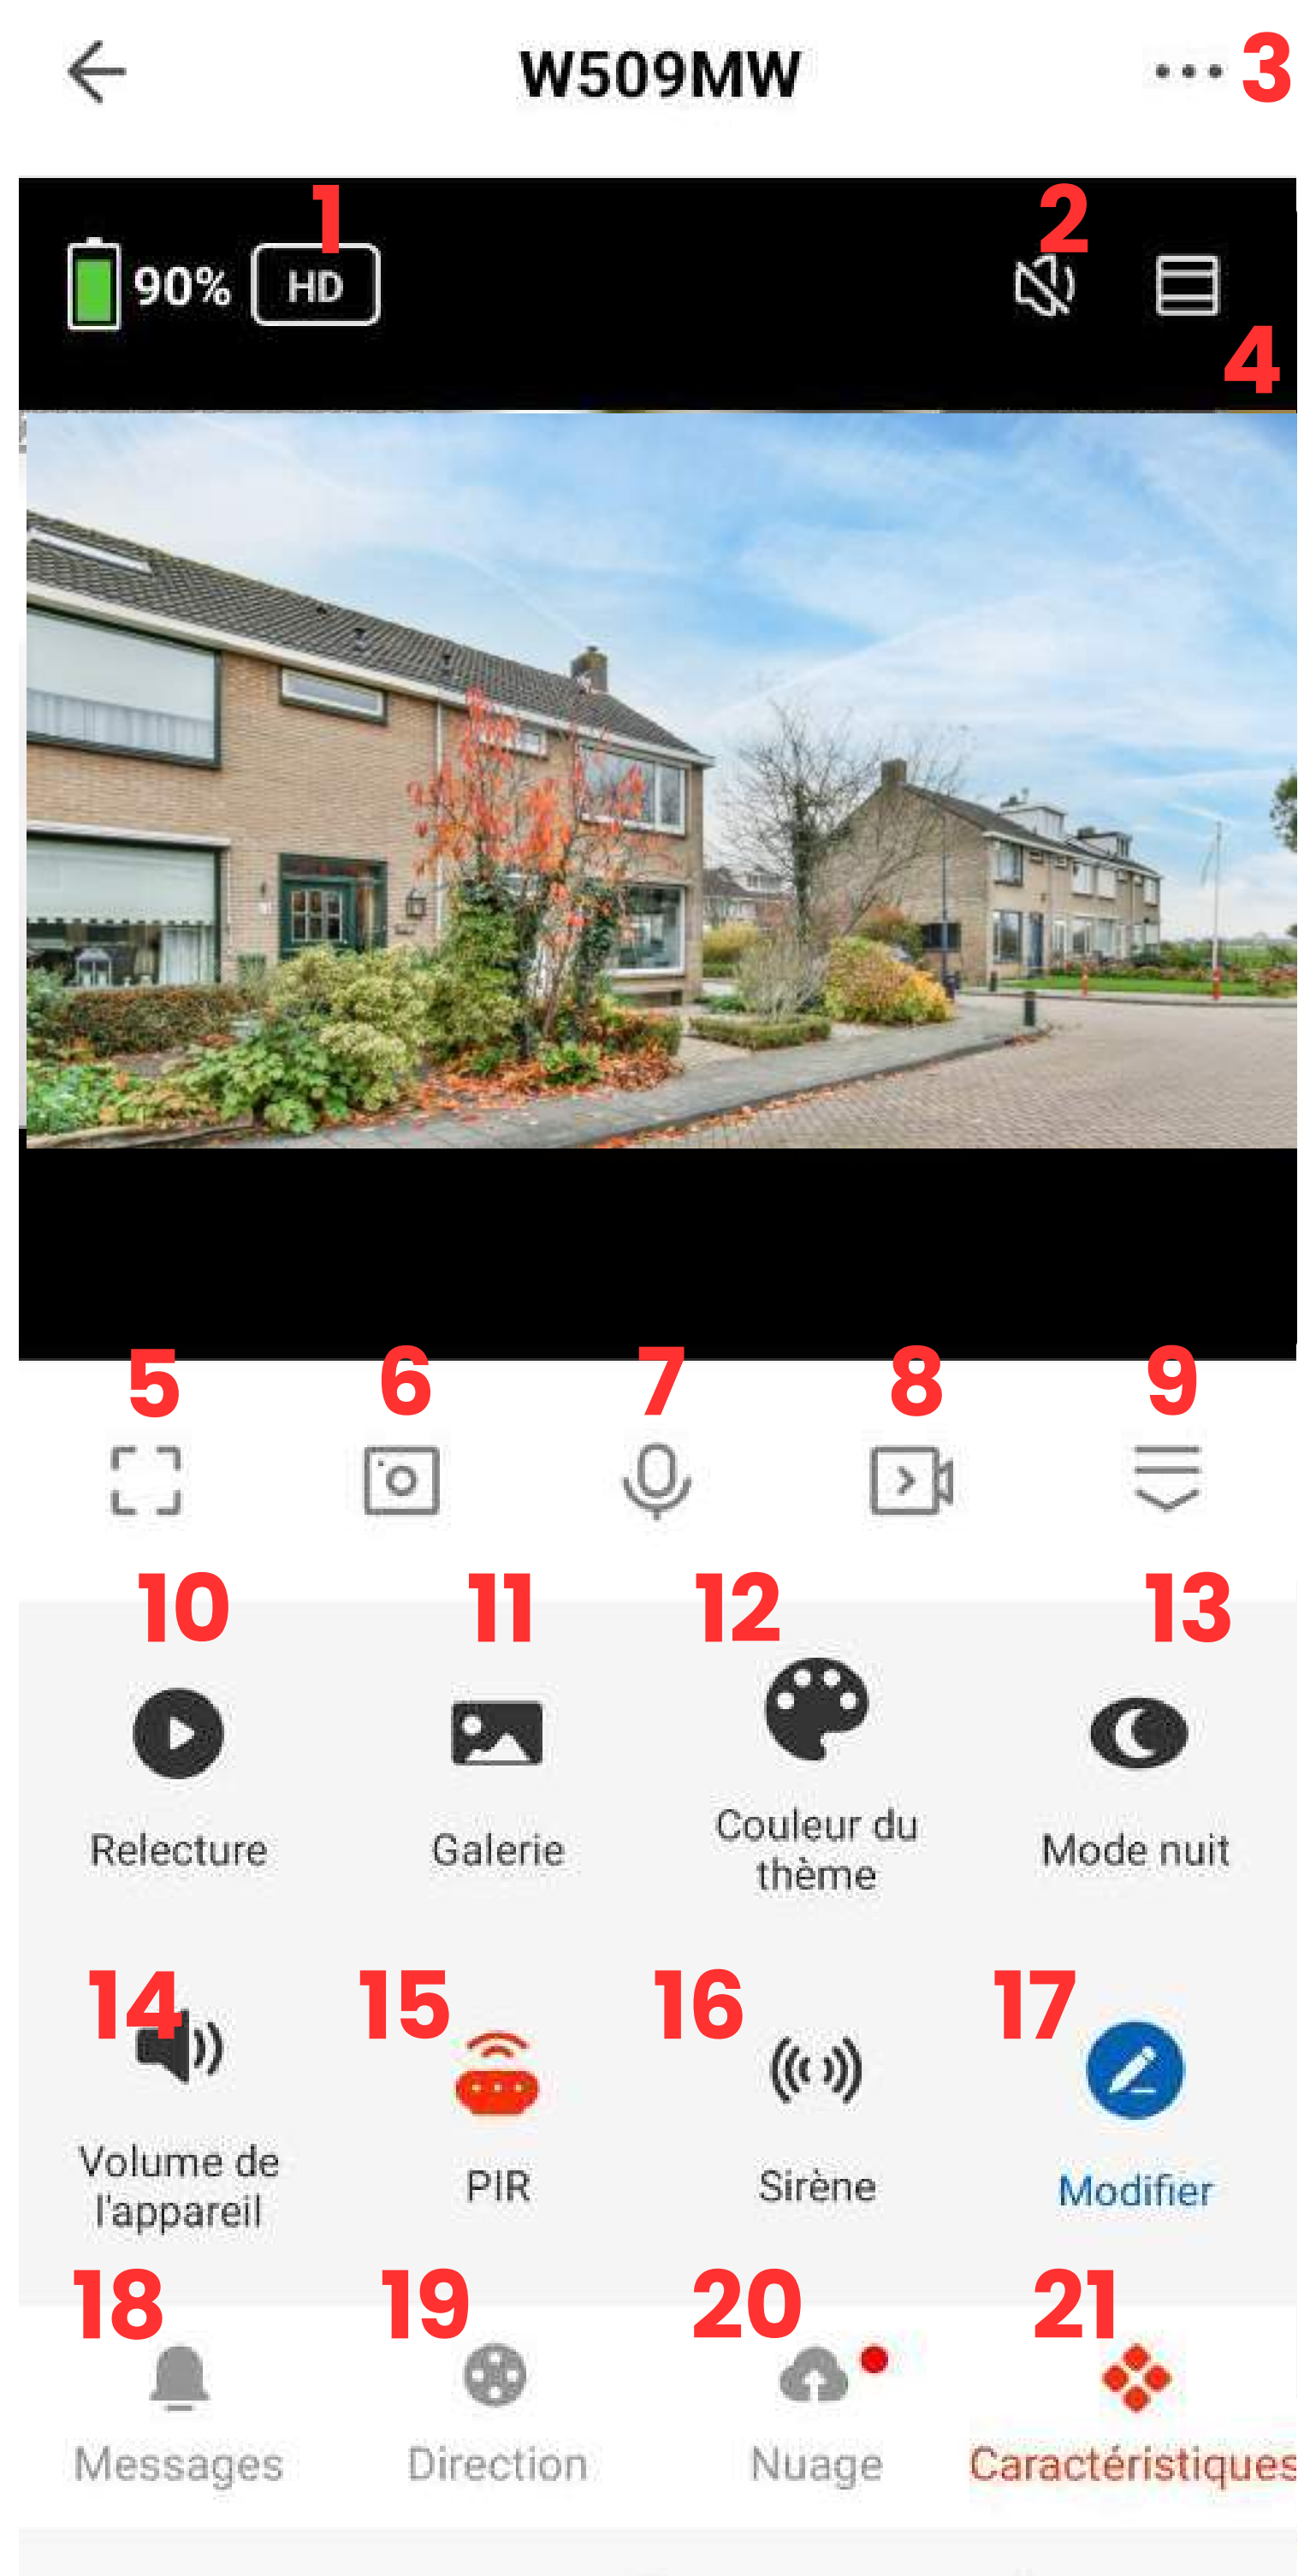 W509MW
3
1
2
90%
HD
4
5
6
7
8
9
10
11
12
13
Relecture
Galerie
Couleur du
thème
Mode nuit
14
15
16
17
Volume de
l'appareil
PIR
Sirène
Modifier
18
19
20
21
Messages
Direction
Nuage
Caractéristiques